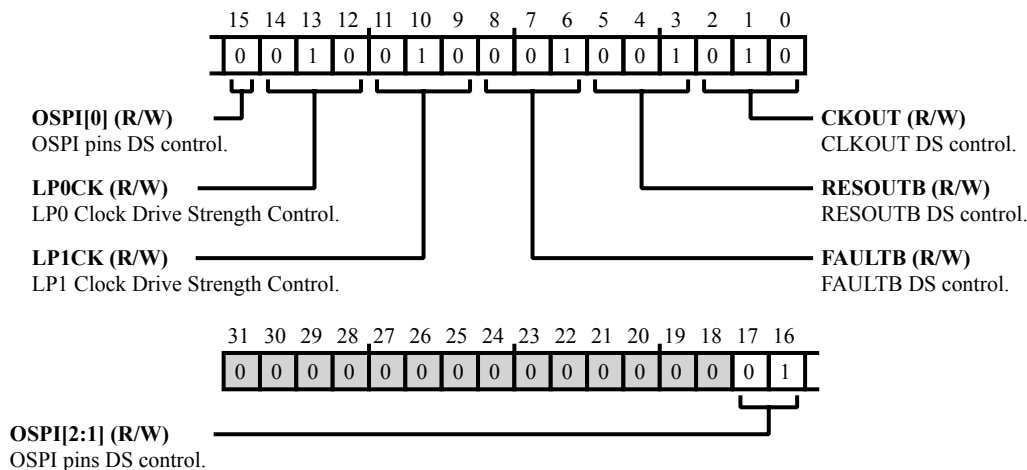 15 14 13 12 11 10 9 8 7 6 5 4 3 2 1 0
0 0 1 0 0 1 0 0 0 1 0 0 1 0 1 0
OSPI[0] (R/W)
OSPI pins DS control.
CKOUT (R/W)
CLKOUT DS control.
LP0CK (R/W)
LP0 Clock Drive Strength Control.
RESOUTB (R/W)
RESOUTB DS control.
LP1CK (R/W)
LP1 Clock Drive Strength Control.
FAULTB (R/W)
FAULTB DS control.
31 30 29 28 27 26 25 24 23 22 21 20 19 18 17 16
0 0 0 0 0 0 0 0 0 0 0 0 0 0 0 1
OSPI[2:1] (R/W)
OSPI pins DS control.